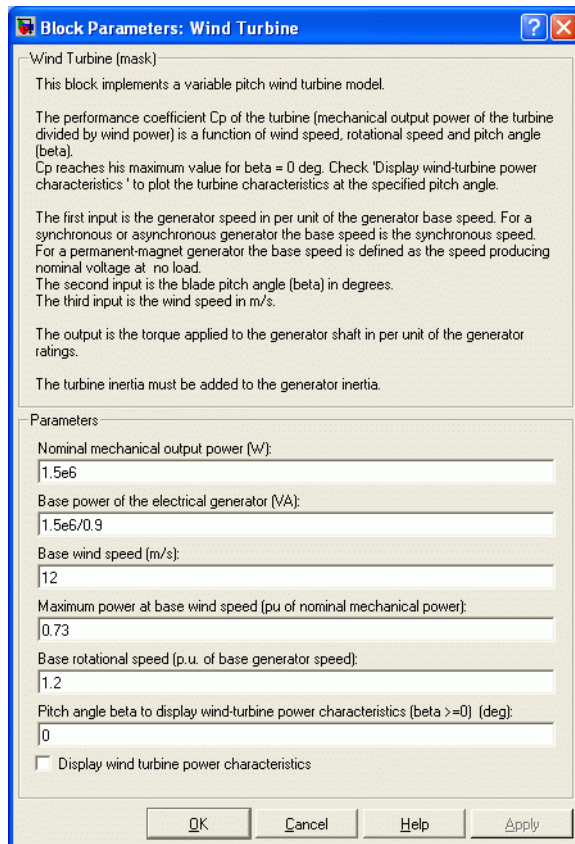 Block Parameters: Wind Turbine
Wind Turbine (mask)
This block implements a variable pitch wind turbine model.
The performance coefficient Cp of the turbine (mechanical output power of the turbine
divided by wind power) is a function of wind speed, rotational speed and pitch angle
(beta).
Cp reaches his maximum value for beta = 0 deg. Check 'Display wind-turbine power
characteristics ' to plot the turbine characteristics at the specified pitch angle.
The first input is the generator speed in per unit of the generator base speed. For a
synchronous or asynchronous generator the base speed is the synchronous speed.
For a permanent-magnet generator the base speed is defined as the speed producing
nominal voltage at no load.
The second input is the blade pitch angle (beta) in degrees.
The third input is the wind speed in m/s.
The output is the torque applied to the generator shaft in per unit of the generator
ratings.
The turbine inertia must be added to the generator inertia.
Parameters
Nominal mechanical output power (W):
1.5e6
Base power of the electrical generator (VA):
1.5e6/0.9
Base wind speed (m/s):
12
Maximum power at base wind speed (pu of nominal mechanical power):
0.73
Base rotational speed (p.u. of base generator speed):
1.2
Pitch angle beta to display wind-turbine power characteristics (beta >=0) (deg):
0
Display wind turbine power characteristics
OK Cancel Help Apply